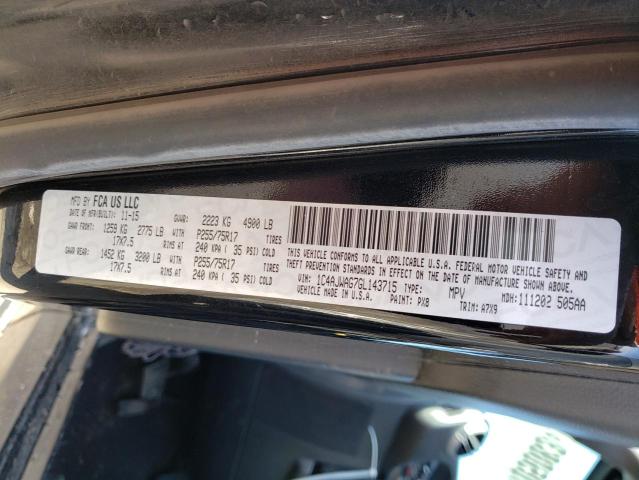 MFD BY FCA US LLC
DATE OF MFR(BUILT): 11-15 GVWR: 2223 KG 4900 LB
GAWR FRONT: 1259 KG 2775 LB WITH P255/75R17 TIRES
17X7.5 RIMS AT 240 KPA ( 35 PSI) COLD
GAWR REAR: 1452 KG 3200 LB WITH P255/75R17 TIRES
17X7.5 RIMS AT 240 KPA ( 35 PSI) COLD
THIS VEHICLE CONFORMS TO ALL APPLICABLE U.S.A. FEDERAL MOTOR VEHICLE SAFETY AND
THEFT PREVENTION STANDARDS IN EFFECT ON THE DATE OF MANUFACTURE SHOWN ABOVE.
VEHICLE MADE IN U.S.A.
VIN: 1C4AJWAG7GL143715 TYPE: MPV MDH: 111202 505AA
PAINT: PX8 TRIM: A7X9